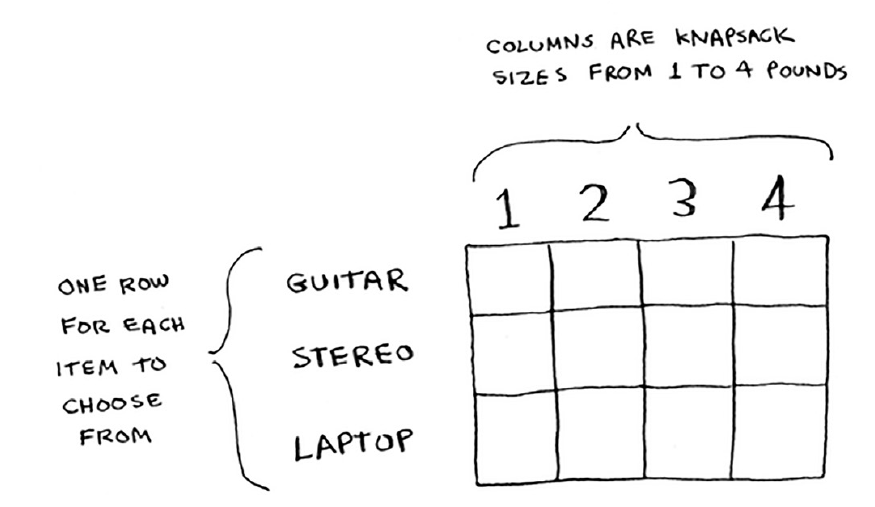 COLUMNS ARE KNAPSACK
SIZES FROM 1 TO 4 POUNDS
1 2 3 4
ONE ROW
FOR EACH
ITEM TO
CHOOSE
FROM
GUITAR
STEREO
LAPTOP